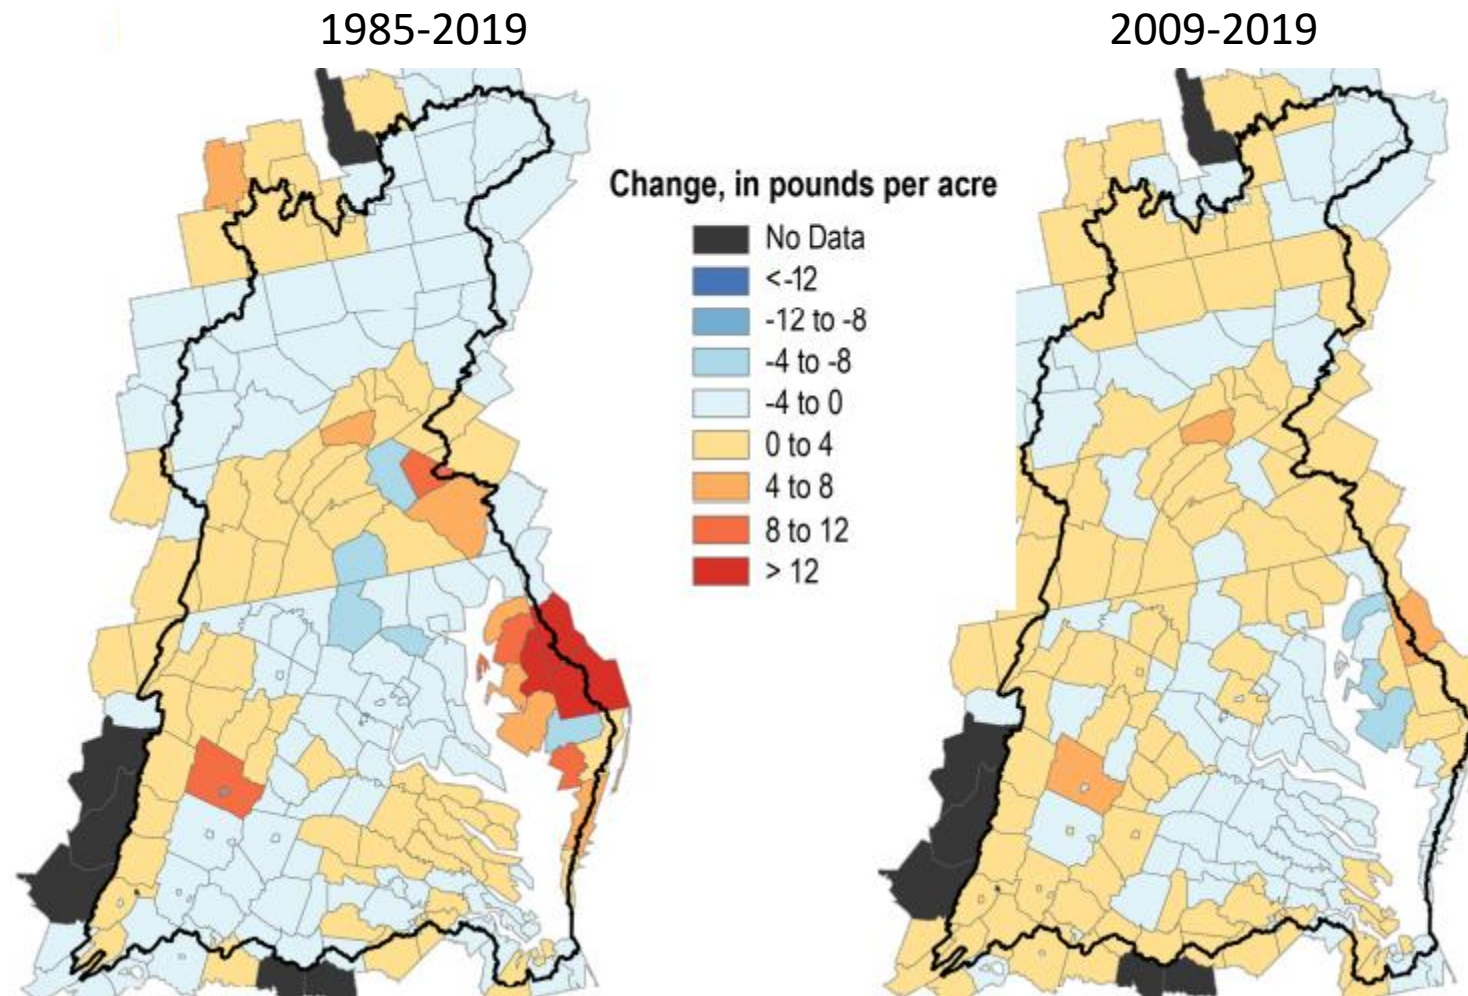 1985-2019
2009-2019
Change, in pounds per acre
No Data
<-12
-12 to -8
-4 to -8
-4 to 0
0 to 4
4 to 8
8 to 12
> 12